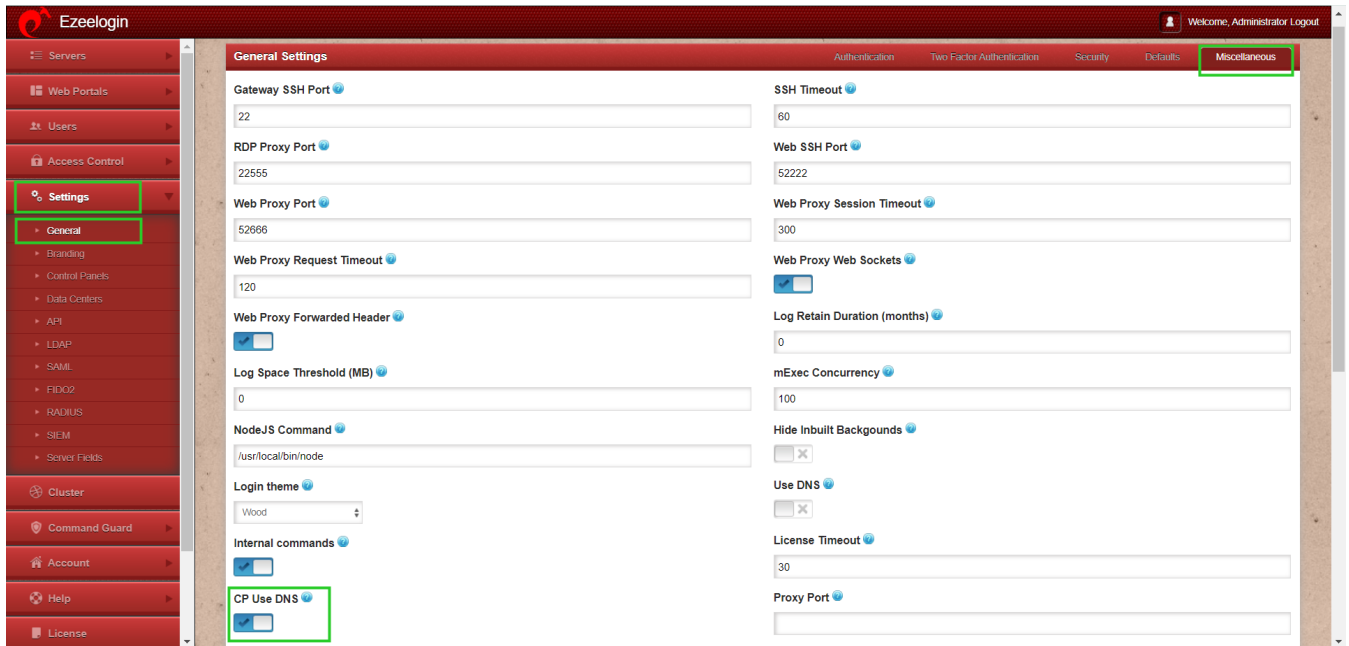 Ezeelogin
Welcome, Administrator Logout
Servers
Web Portals
Users
Access Control
Settings
General
Branding
Control Panels
Data Centers
API
LDAP
SAML
FIDO2
RADIUS
SIEM
Server Fields
Cluster
Command Guard
Account
Help
License
General Settings
Authentication
Two Factor Authentication
Security
Defaults
Miscellaneous
Gateway SSH Port
22
SSH Timeout
60
RDP Proxy Port
22555
Web SSH Port
52222
Web Proxy Port
52666
Web Proxy Session Timeout
300
Web Proxy Request Timeout
120
Web Proxy Web Sockets
Web Proxy Forwarded Header
Log Retain Duration (months)
0
Log Space Threshold (MB)
0
mExec Concurrency
100
NodeJS Command
/usr/local/bin/node
Hide Inbuilt Backgounds
Login theme
Wood
Use DNS
Internal commands
License Timeout
30
CP Use DNS
Proxy Port